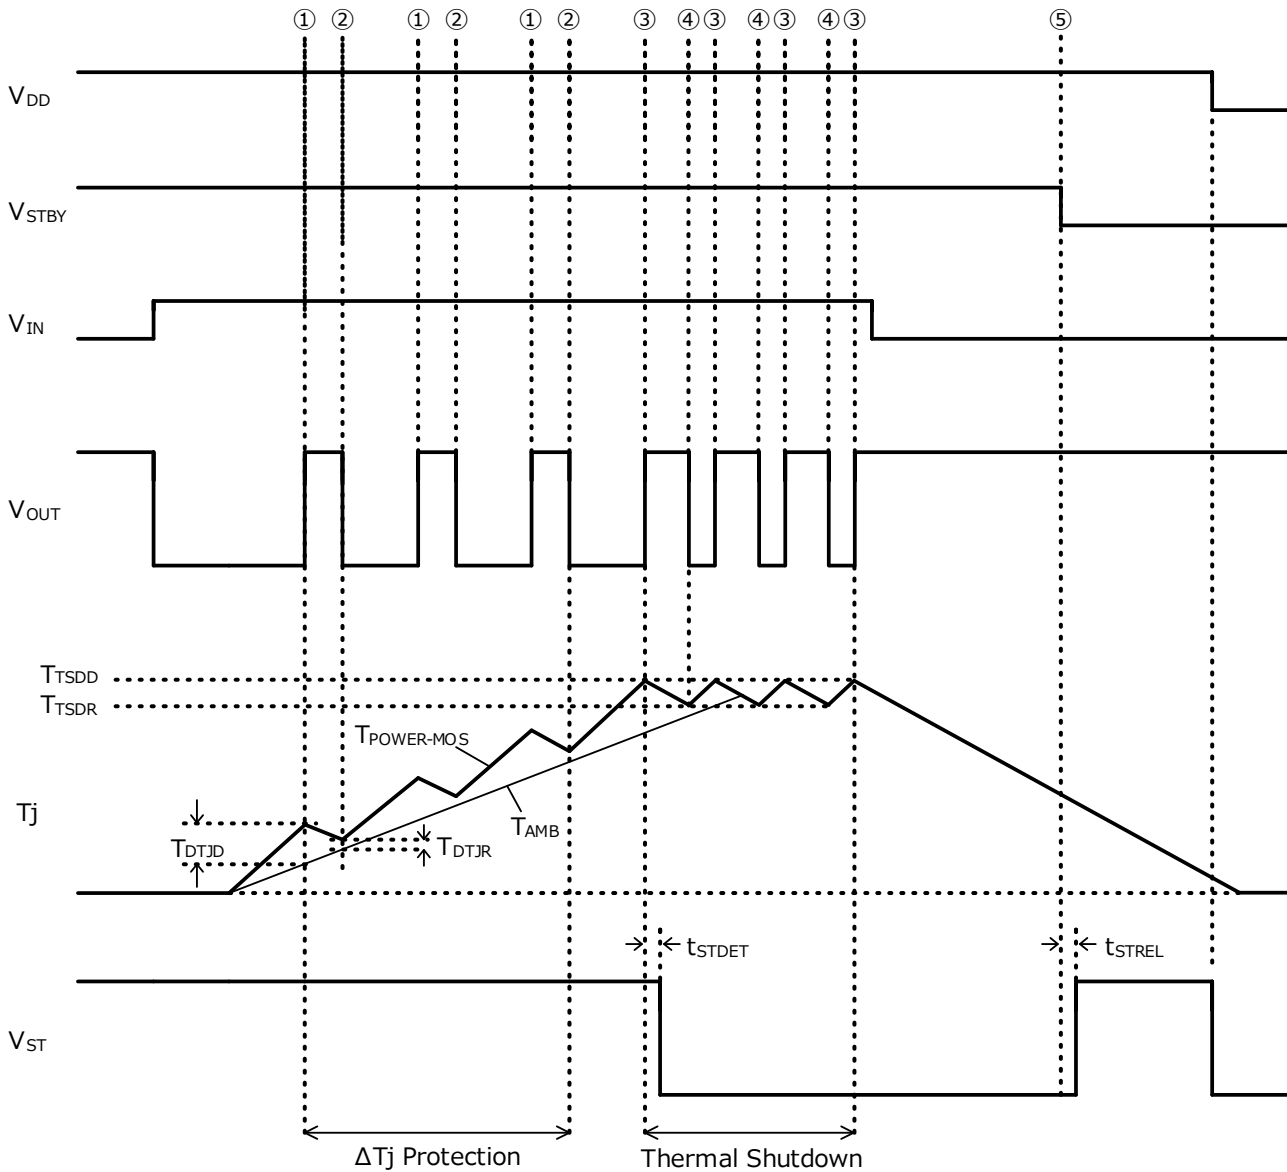 ① ② ① ② ① ② ③ ④ ③ ④ ③ ④ ③ ⑤
VDD
VSTBY
VIN
VOUT
TTSDD
TTSDR
TPOWER-MOS
Tj
TAMB
TDTJD
TDTJR
tSTDET
tSTREL
VST
ΔTj Protection
Thermal Shutdown